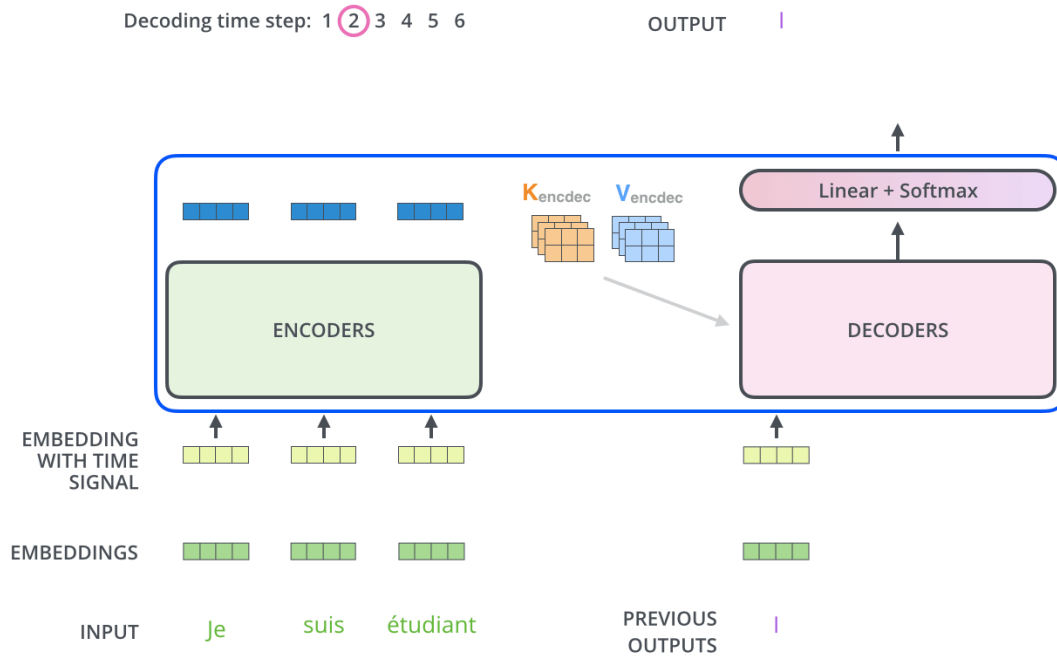 Decoding time step: 1 2 3 4 5 6
OUTPUT I
Kencdec Vencdec
Linear + Softmax
ENCODERS
DECODERS
EMBEDDING
WITH TIME
SIGNAL
EMBEDDINGS
INPUT Je suis étudiant
PREVIOUS
OUTPUTS I